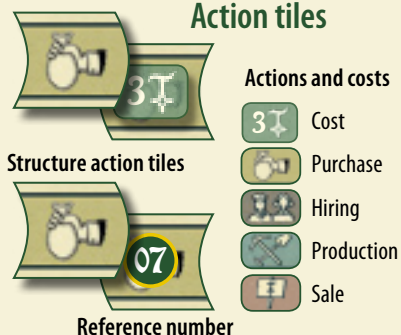 Action tiles
3
Actions and costs
3 Cost
Structure action tiles
Purchase
Hiring
07
Production
Sale
Reference number